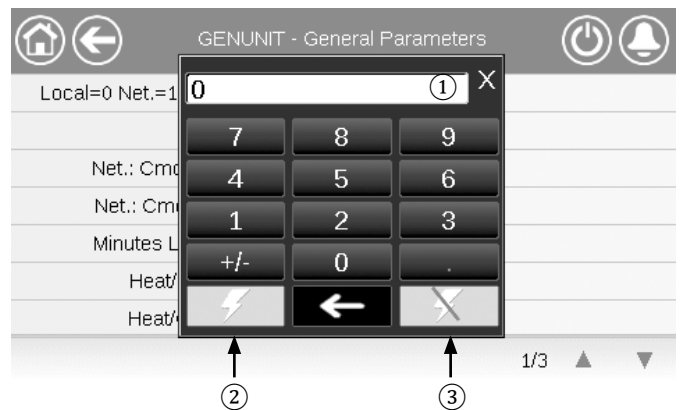 GENUNIT - General Parameters
Local=0 Net.=1
0
①
X
7 8 9
Net.: Cmd
4 5 6
Net.: Cm
1 2 3
Minutes L
+/- 0 .
Heat/
Heat/
1/3
② ③